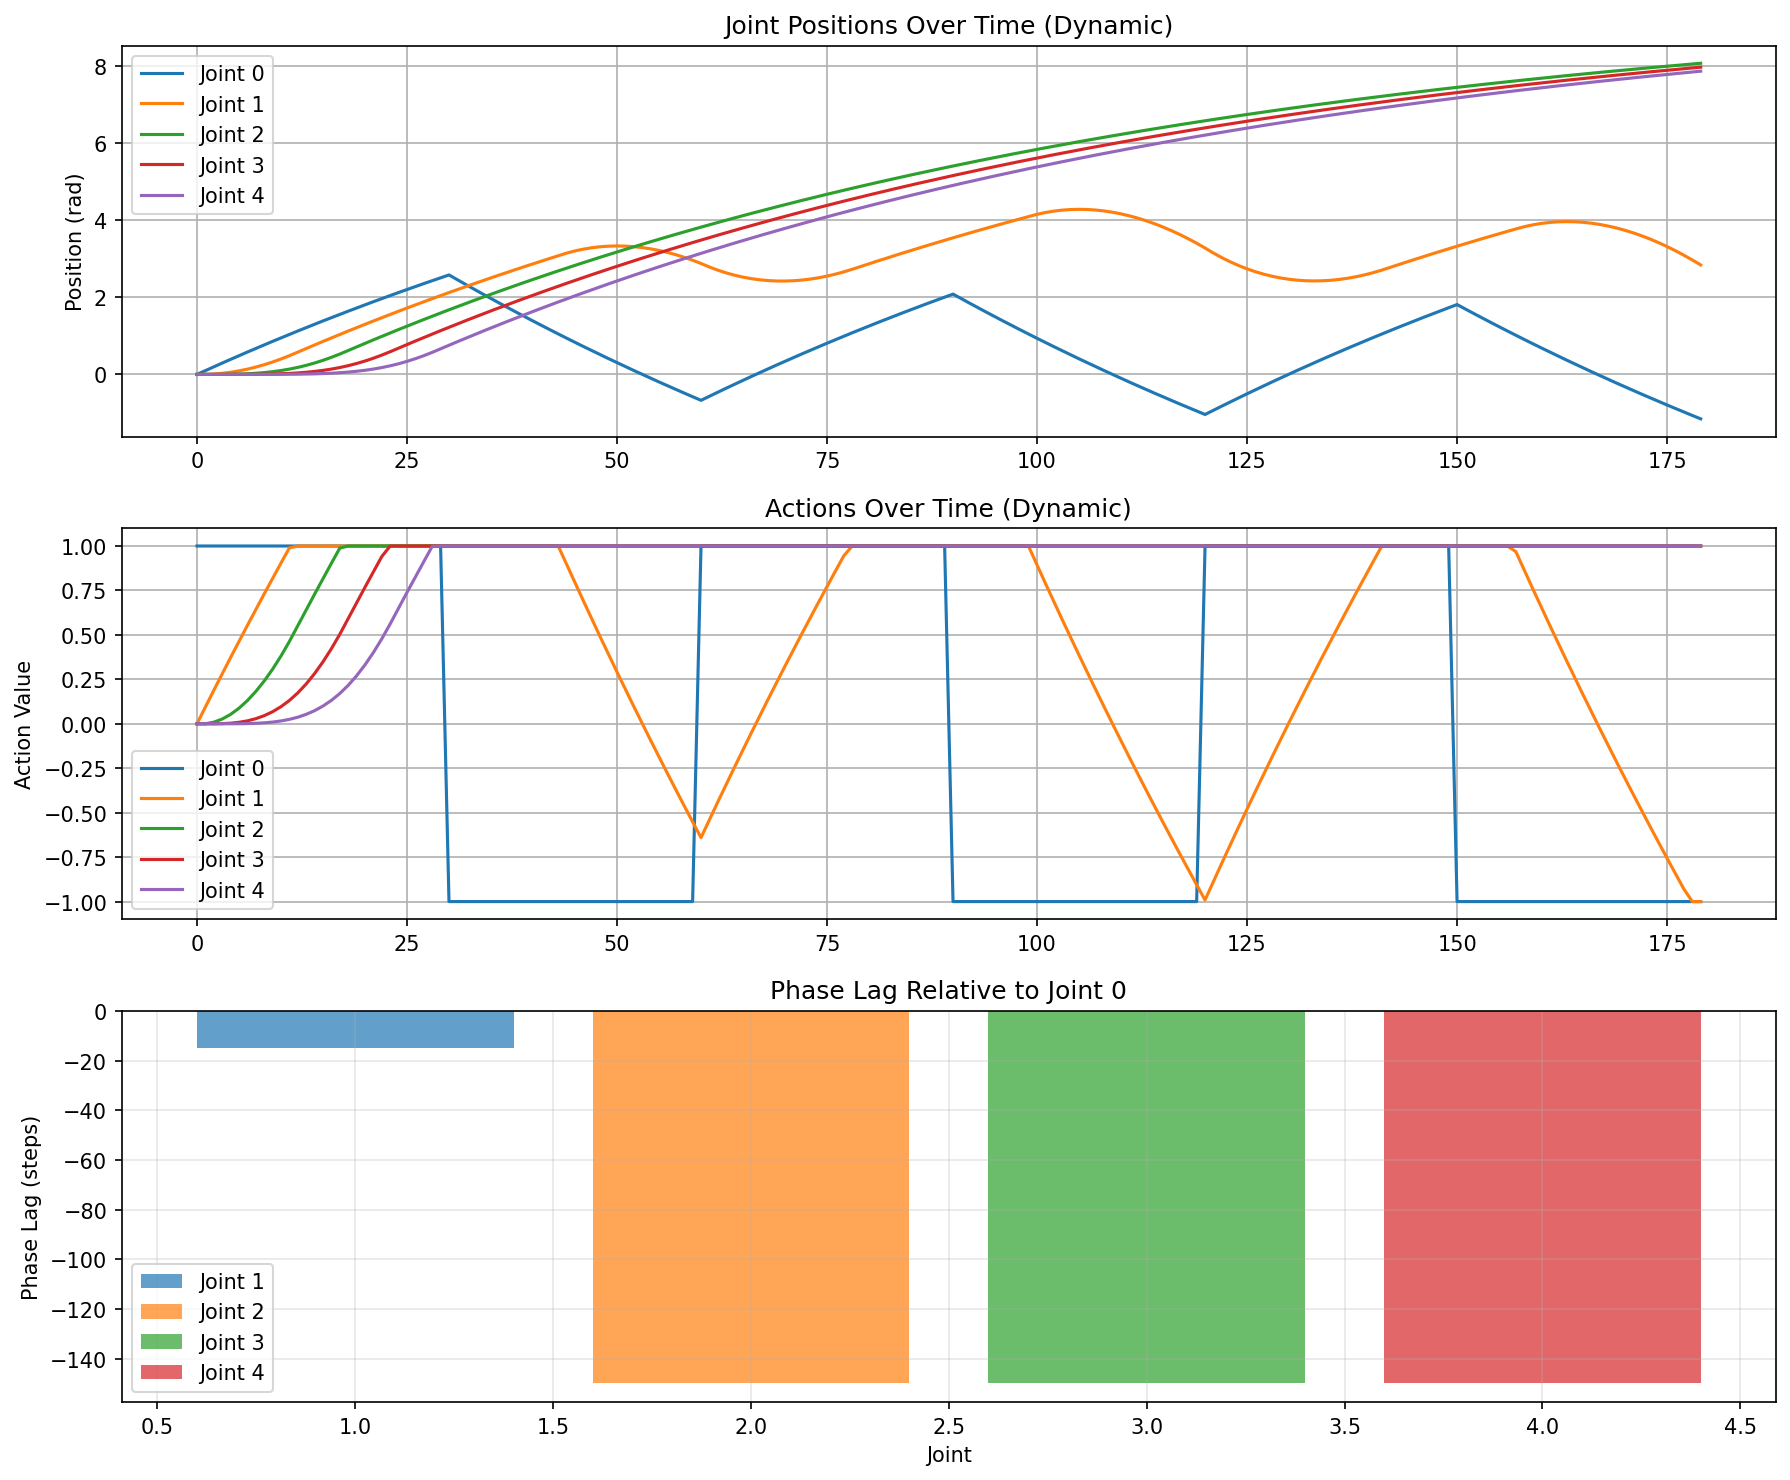 Joint Positions Over Time (Dynamic)
Position (rad)
8
6
4
2
0
Joint 0
Joint 1
Joint 2
Joint 3
Joint 4
0 25 50 75 100 125 150 175
Actions Over Time (Dynamic)
Action Value
1.00
0.75
0.50
0.25
0.00
−0.25
−0.50
−0.75
−1.00
Joint 0
Joint 1
Joint 2
Joint 3
Joint 4
0 25 50 75 100 125 150 175
Phase Lag Relative to Joint 0
Phase Lag (steps)
0
−20
−40
−60
−80
−100
−120
−140
Joint 1
Joint 2
Joint 3
Joint 4
0.5 1.0 1.5 2.0 2.5 3.0 3.5 4.0 4.5
Joint